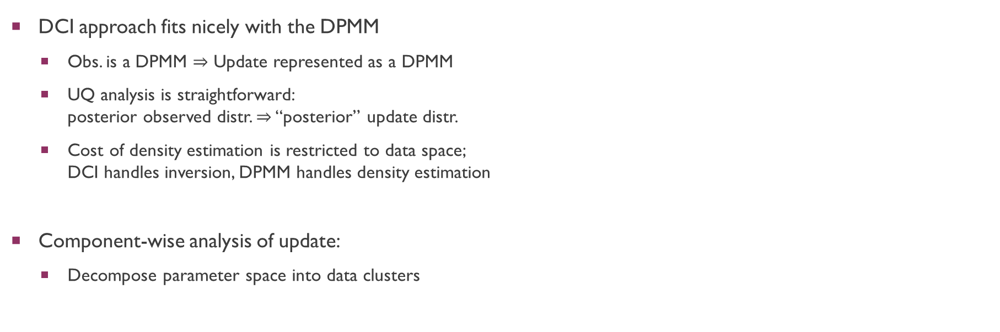 DCI approach fits nicely with the DPMM
Obs. is a DPMM ⇒ Update represented as a DPMM
UQ analysis is straightforward:
posterior observed distr. ⇒ “posterior” update distr.
Cost of density estimation is restricted to data space;
DCI handles inversion, DPMM handles density estimation
Component-wise analysis of update:
Decompose parameter space into data clusters